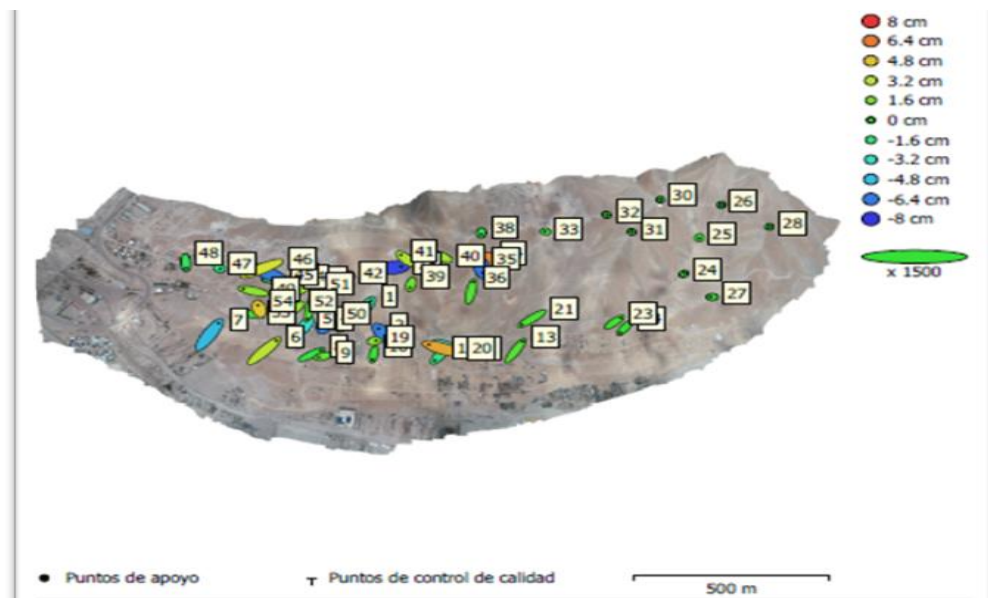 8 cm
6.4 cm
4.8 cm
3.2 cm
1.6 cm
0 cm
-1.6 cm
-3.2 cm
-4.8 cm
-6.4 cm
-8 cm
x 1500
30
26
32
28
38
33
31
25
48
41
46
40
35
47
24
42
39
36
51
27
1
54
52
21
50
7
23
6
19
13
9
20
● Puntos de apoyo
Puntos de control de calidad
500 m